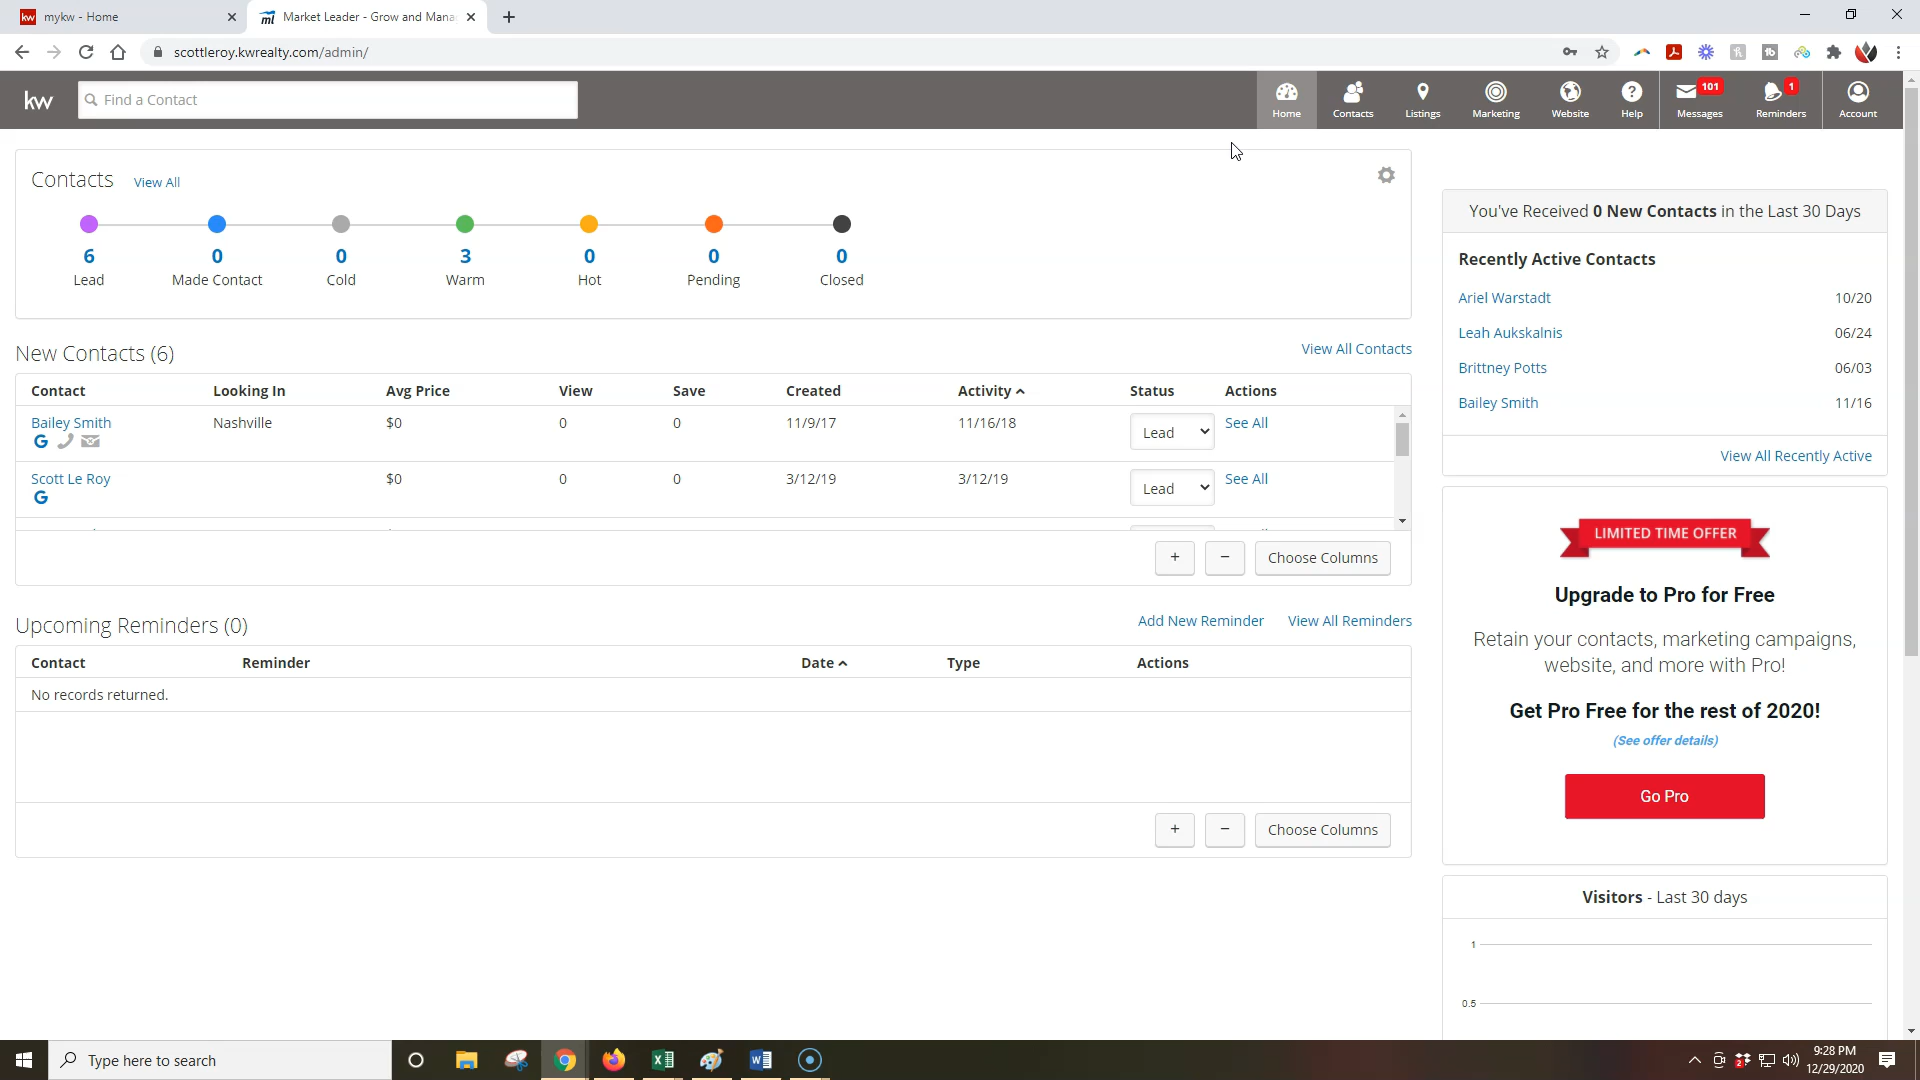 mykw - Home
Market Leader - Grow and Mana
scottleroy.kwrealty.com/admin/
kw
Find a Contact
Home
Contacts
Listings
Marketing
Website
Help
101
Messages
1
Reminders
Account
Contacts View All
6
Lead
0
Made Contact
0
Cold
3
Warm
0
Hot
0
Pending
0
Closed
New Contacts (6)
View All Contacts
Contact Looking In Avg Price View Save Created Activity Status Actions
Bailey Smith Nashville $0 0 0 11/9/17 11/16/18 Lead See All
Scott Le Roy $0 0 0 3/12/19 3/12/19 Lead See All
+ - Choose Columns
Upcoming Reminders (0)
Add New Reminder View All Reminders
Contact Reminder Date Type Actions
No records returned.
+ - Choose Columns
You've Received 0 New Contacts in the Last 30 Days
Recently Active Contacts
Ariel Warstadt 10/20
Leah Aukskalnis 06/24
Brittney Potts 06/03
Bailey Smith 11/16
View All Recently Active
LIMITED TIME OFFER
Upgrade to Pro for Free
Retain your contacts, marketing campaigns,
website, and more with Pro!
Get Pro Free for the rest of 2020!
(See offer details)
Go Pro
Visitors - Last 30 days
1
0.5
Type here to search
9:28 PM
12/29/2020